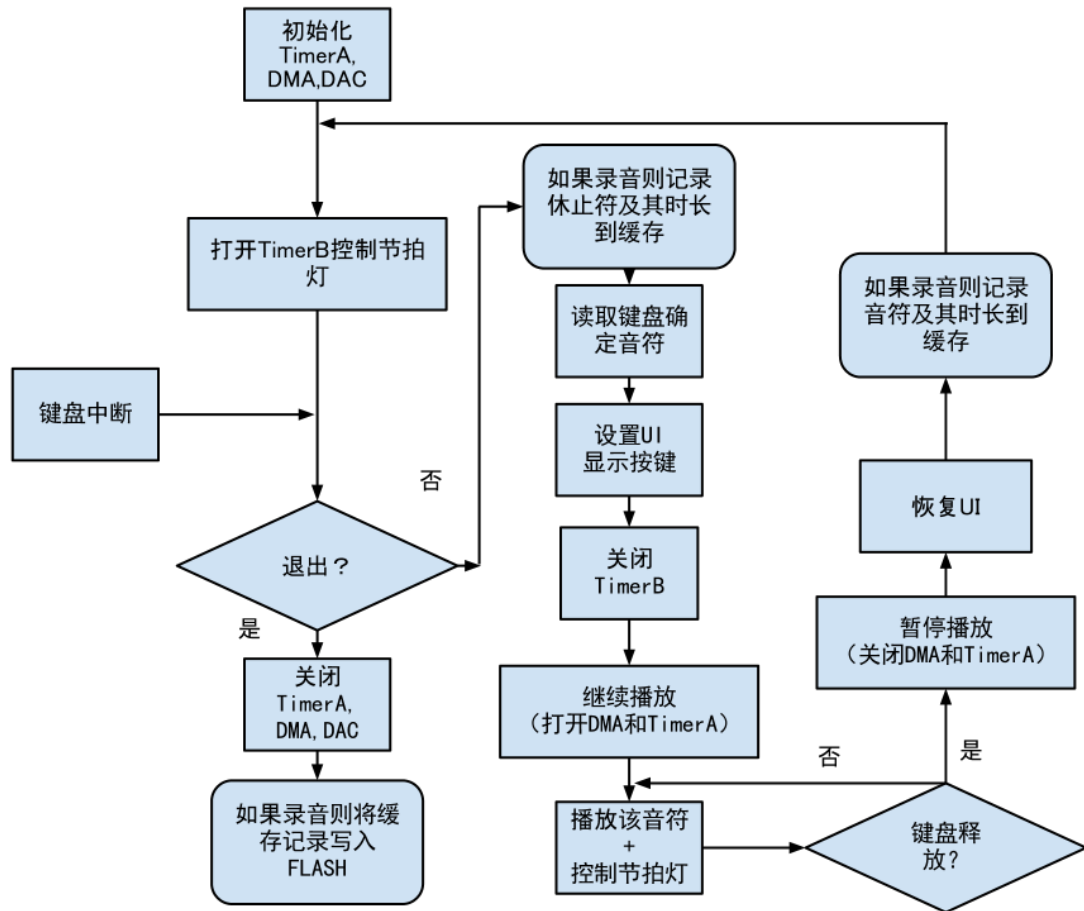 初始化
TimerA,
DMA,DAC
打开TimerB控制节拍
灯
键盘中断
退出？
否
是
关闭
TimerA,
DMA,DAC
如果录音则将缓
存记录写入
FLASH
如果录音则记录
休止符及其时长
到缓存
读取键盘确
定音符
设置UI
显示按键
关闭
TimerB
继续播放
（打开DMA和TimerA）
播放该音符
+
控制节拍灯
键盘释
放?
否
是
暂停播放
（关闭DMA和TimerA）
恢复UI
如果录音则记录
音符及其时长到
缓存